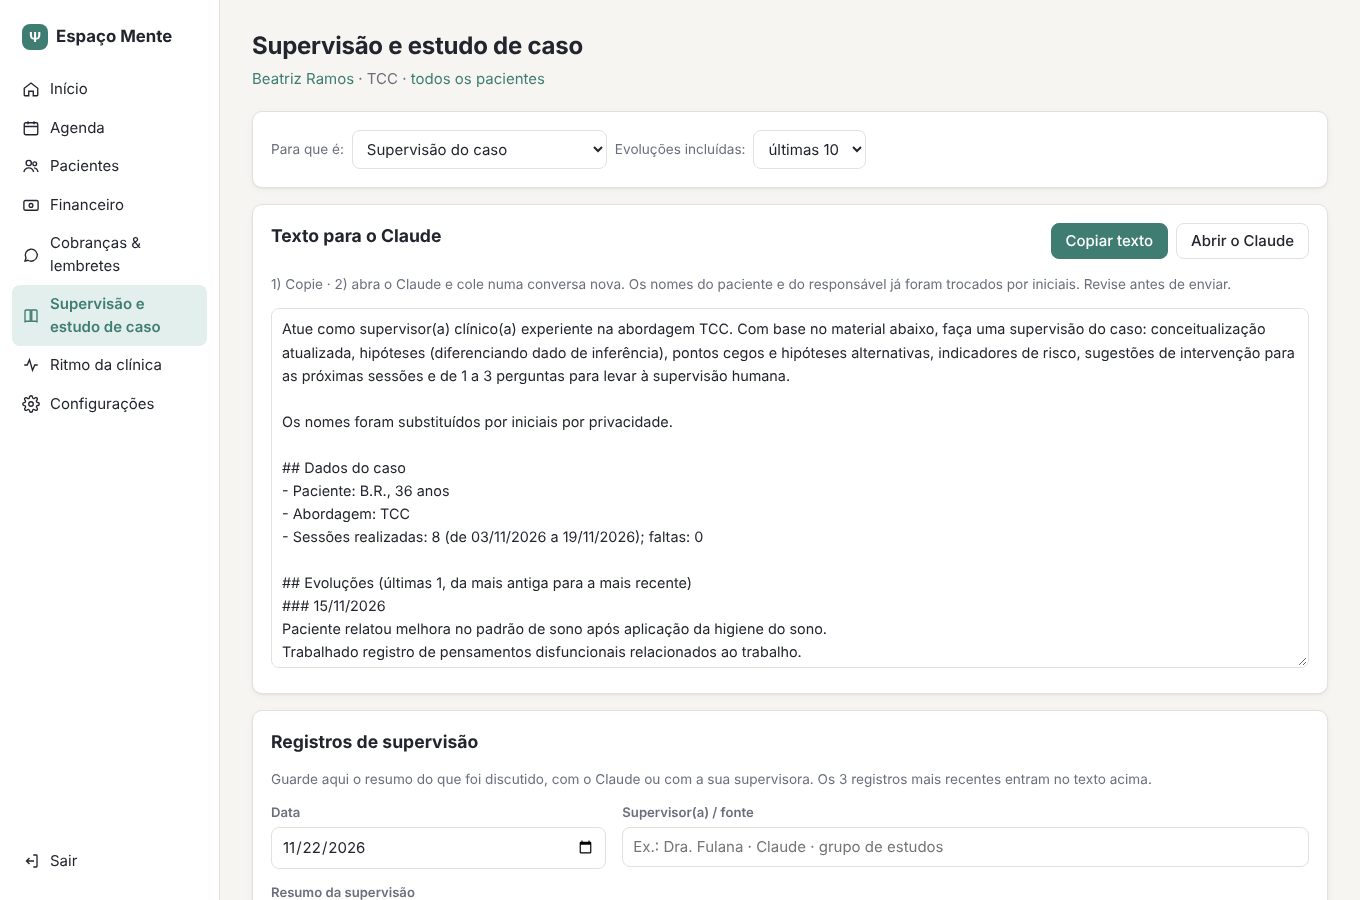 Ψ Espaço Mente
Início
Agenda
Pacientes
Financeiro
Cobranças &
lembretes
Supervisão e
estudo de caso
Ritmo da clínica
Configurações
Sair
Supervisão e estudo de caso
Beatriz Ramos · TCC · todos os pacientes
Para que é: Supervisão do caso Evoluções incluídas: últimas 10
Texto para o Claude
Copiar texto Abrir o Claude
1) Copie · 2) abra o Claude e cole numa conversa nova. Os nomes do paciente e do responsável já foram trocados por iniciais. Revise antes de enviar.
Atue como supervisor(a) clínico(a) experiente na abordagem TCC. Com base no material abaixo, faça uma supervisão do caso: conceitualização
atualizada, hipóteses (diferenciando dado de inferência), pontos cegos e hipóteses alternativas, indicadores de risco, sugestões de intervenção para
as próximas sessões e de 1 a 3 perguntas para levar à supervisão humana.
Os nomes foram substituídos por iniciais por privacidade.
## Dados do caso
- Paciente: B.R., 36 anos
- Abordagem: TCC
- Sessões realizadas: 8 (de 03/11/2026 a 19/11/2026); faltas: 0
## Evoluções (últimas 1, da mais antiga para a mais recente)
### 15/11/2026
Paciente relatou melhora no padrão de sono após aplicação da higiene do sono.
Trabalhado registro de pensamentos disfuncionais relacionados ao trabalho.
Registros de supervisão
Guarde aqui o resumo do que foi discutido, com o Claude ou com a sua supervisora. Os 3 registros mais recentes entram no texto acima.
Data Supervisor(a) / fonte
11/22/2026 Ex.: Dra. Fulana · Claude · grupo de estudos
Resumo da supervisão